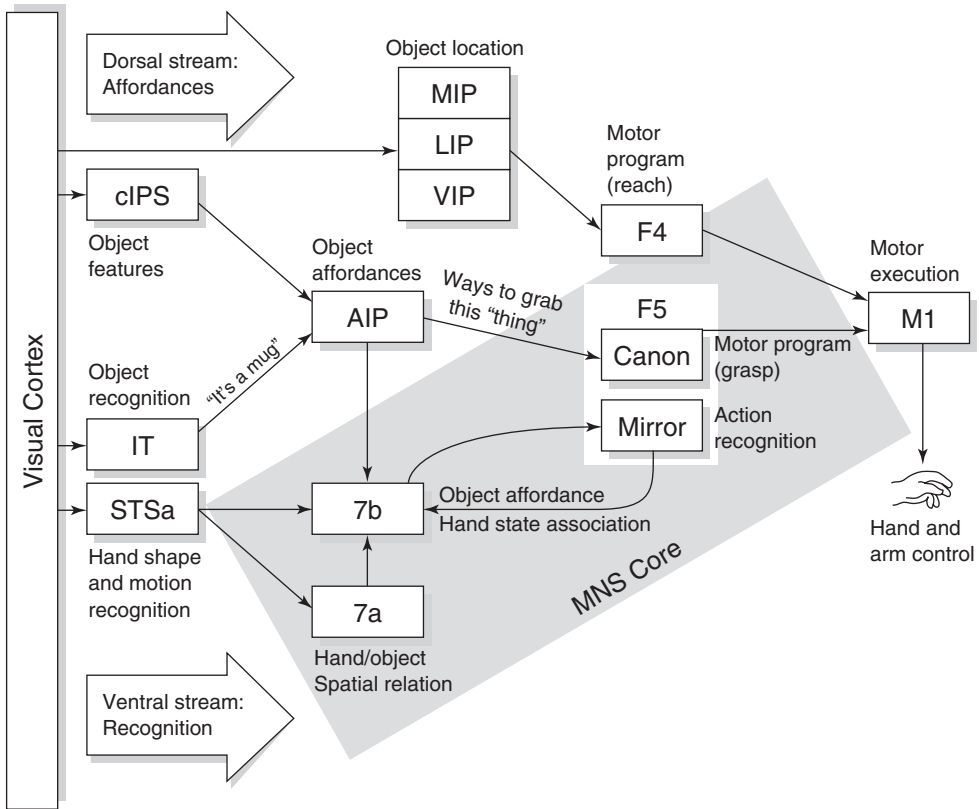 Visual Cortex
Dorsal stream:
Affordances
Object location
MIP
LIP
VIP
Motor
program
(reach)
F4
cIPS
Object
features
Object
affordances
AIP
Ways to grab
this “thing”
F5
Canon
Motor program
(grasp)
Mirror
Action
recognition
Motor
execution
M1
Hand and
arm control
Object
recognition
IT
“It’s a mug”
STSa
Hand shape
and motion
recognition
7b
Object affordance
Hand state association
7a
Hand/object
Spatial relation
MNS Core
Ventral stream:
Recognition